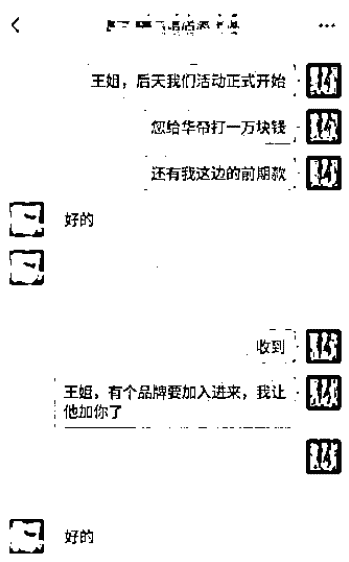 王姐，后天我们活动正式开始
您给华帝打一万块钱
还有我这边的前期款
好的
收到
王姐，有个品牌要加入进来，我让
他加你了
好的